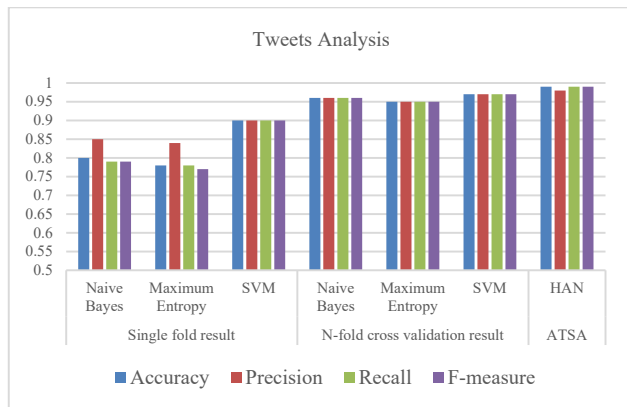 Tweets Analysis
1
0.95
0.9
0.85
0.8
0.75
0.7
0.65
0.6
0.55
0.5
Naive Bayes
Maximum Entropy
SVM
Naive Bayes
Maximum Entropy
SVM
HAN
Single fold result
N-fold cross validation result
ATSA
Accuracy
Precision
Recall
F-measure